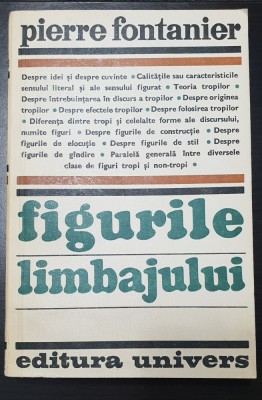 pierre fontanier
Despre idei și despre cuvinte • Calitățile sau caracteristicile
sensului literal și ale sensului figurat • Teoria tropilor
• Despre întrebuințarea în discurs a tropilor • Despre originea
tropilor • Despre efectele tropilor • Despre folosirea tropilor
• Diferența dintre tropi și celelalte forme ale discursului,
numite figuri • Despre figurile de construcție • Despre
figurile de elocuție • Despre figurile de stil • Despre
figurile de gîndire • Paralelă generală între diversele
clase de figuri tropi și non-tropi •
figurile
limbajului
editura univers